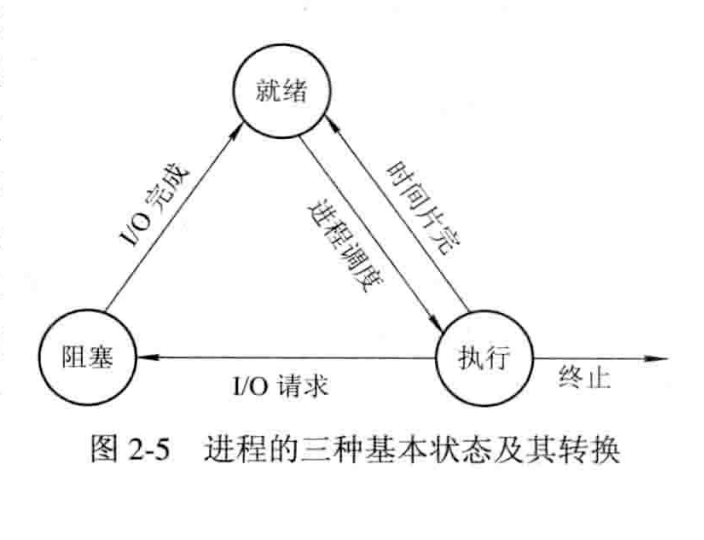 就绪
I/O 完成
时间片完
进程调度
阻塞
执行
I/O 请求
终止
图 2-5 进程的三种基本状态及其转换